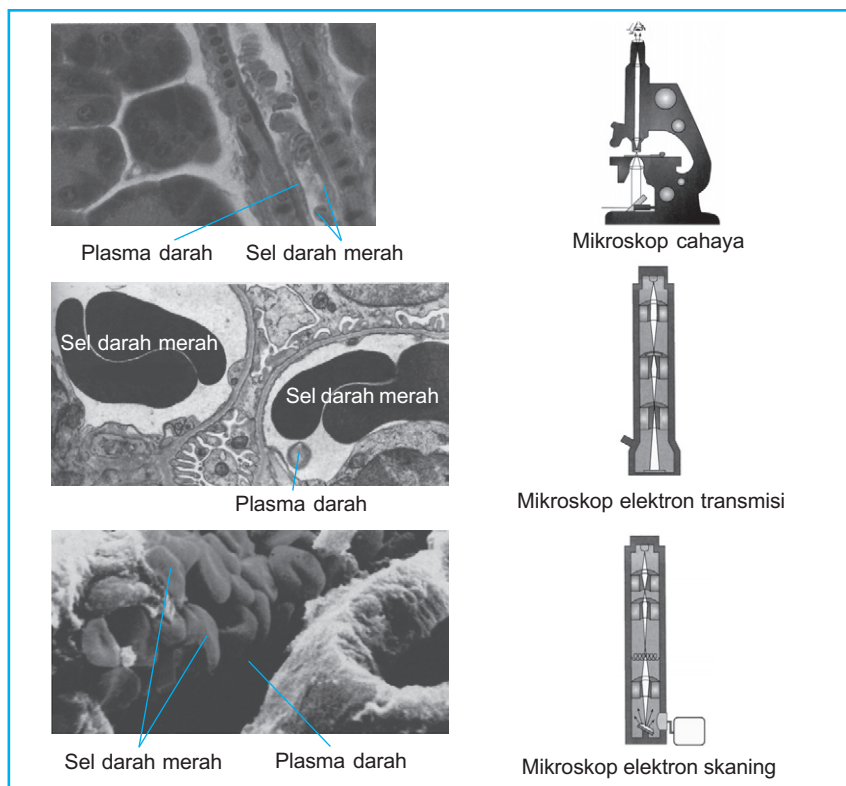 Plasma darah Sel darah merah
Mikroskop cahaya
Sel darah merah
Sel darah merah
Plasma darah
Mikroskop elektron transmisi
Sel darah merah
Plasma darah
Mikroskop elektron skaning